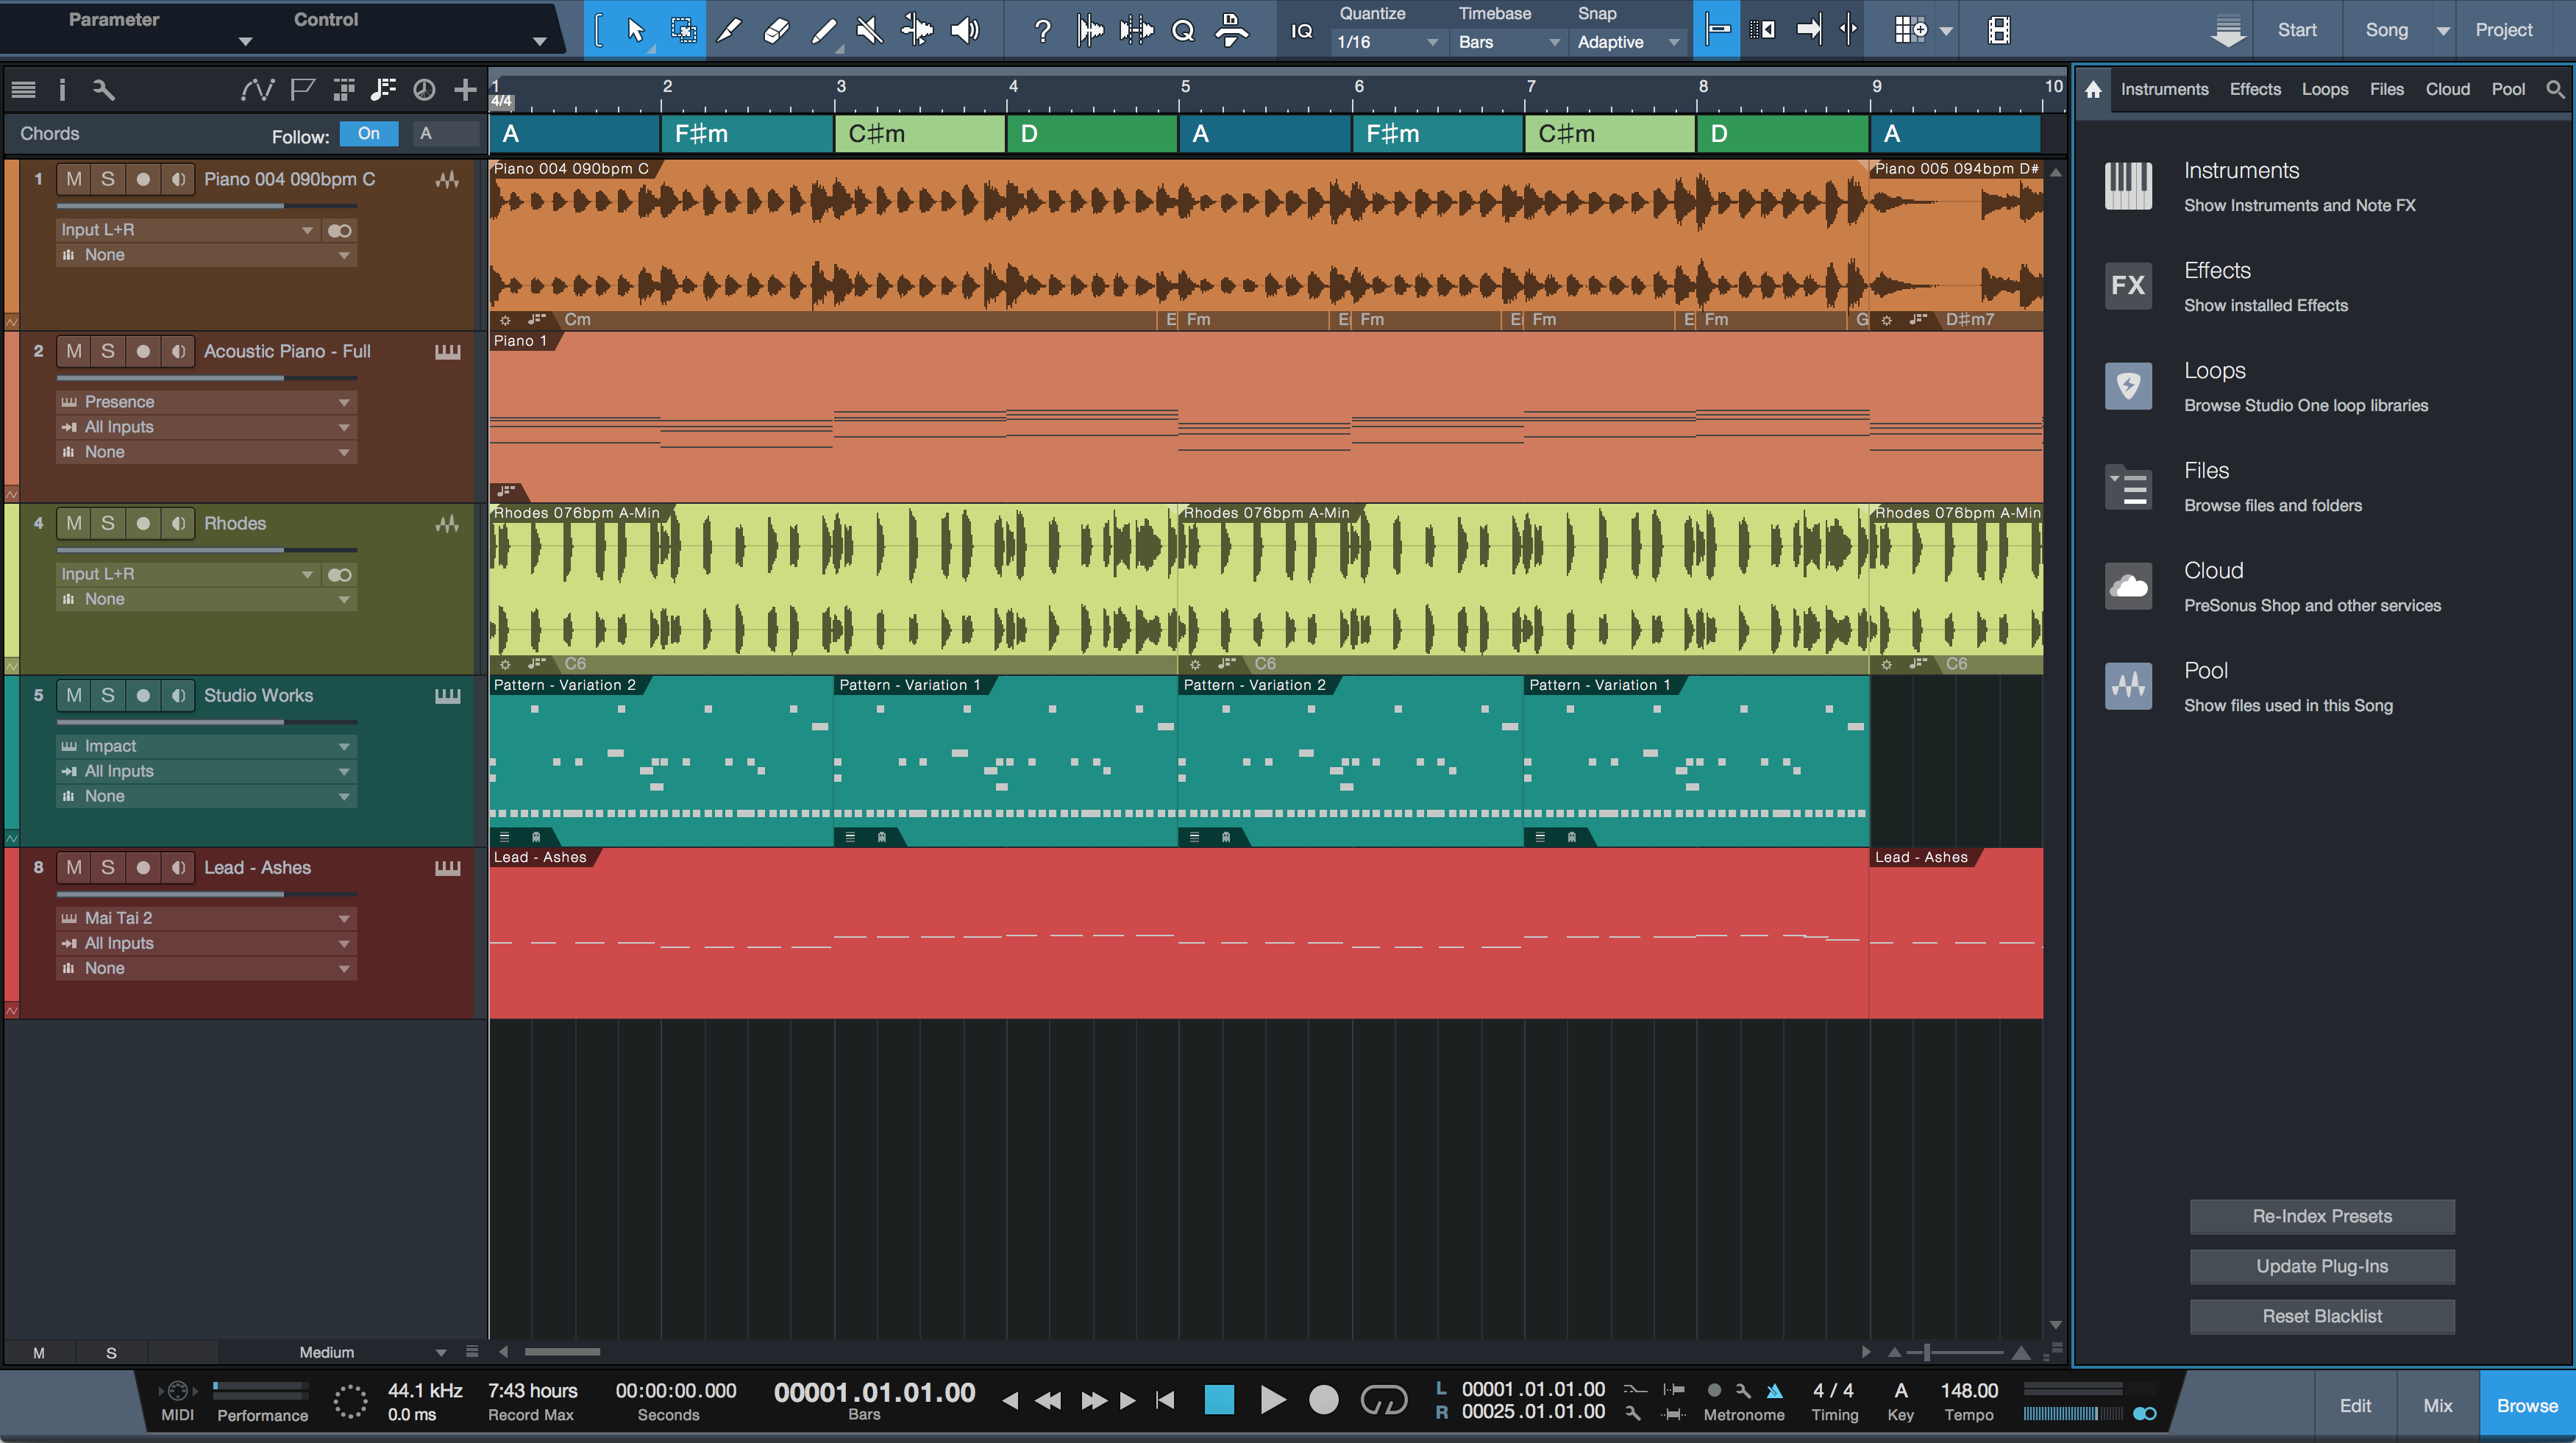 Parameter Control
? Q IQ
Quantize Timebase Snap
1/16 Bars Adaptive
Start Song Project
1 2 3 4 5 6 7 8 9 10
4/4
Instruments Effects Loops Files Cloud Pool
Chords Follow: On A
A F♯m C♯m D A F♯m C♯m D A
1 M S Piano 004 090bpm C
Input L+R
None
Piano 004 090bpm C Piano 005 094bpm D#
Cm E Fm E Fm E Fm E Fm G D♯m7
2 M S Acoustic Piano - Full
Presence
All Inputs
None
Piano 1
4 M S Rhodes
Input L+R
None
Rhodes 076bpm A-Min Rhodes 076bpm A-Min Rhodes 076bpm A-Min
C6 C6 C6
5 M S Studio Works
Impact
All Inputs
None
Pattern - Variation 2 Pattern - Variation 1 Pattern - Variation 2 Pattern - Variation 1
8 M S Lead - Ashes
Mai Tai 2
All Inputs
None
Lead - Ashes Lead - Ashes
Instruments
Show Instruments and Note FX
FX
Effects
Show installed Effects
Loops
Browse Studio One loop libraries
Files
Browse files and folders
Cloud
PreSonus Shop and other services
Pool
Show files used in this Song
Re-Index Presets
Update Plug-Ins
Reset Blacklist
M S Medium
MIDI Performance
44.1 kHz
0.0 ms
7:43 hours
Record Max
00:00:00.000
Seconds
00001.01.01.00
Bars
L 00001.01.01.00
R 00025.01.01.00
Metronome
4 / 4
Timing
A
Key
148.00
Tempo
Edit Mix Browse